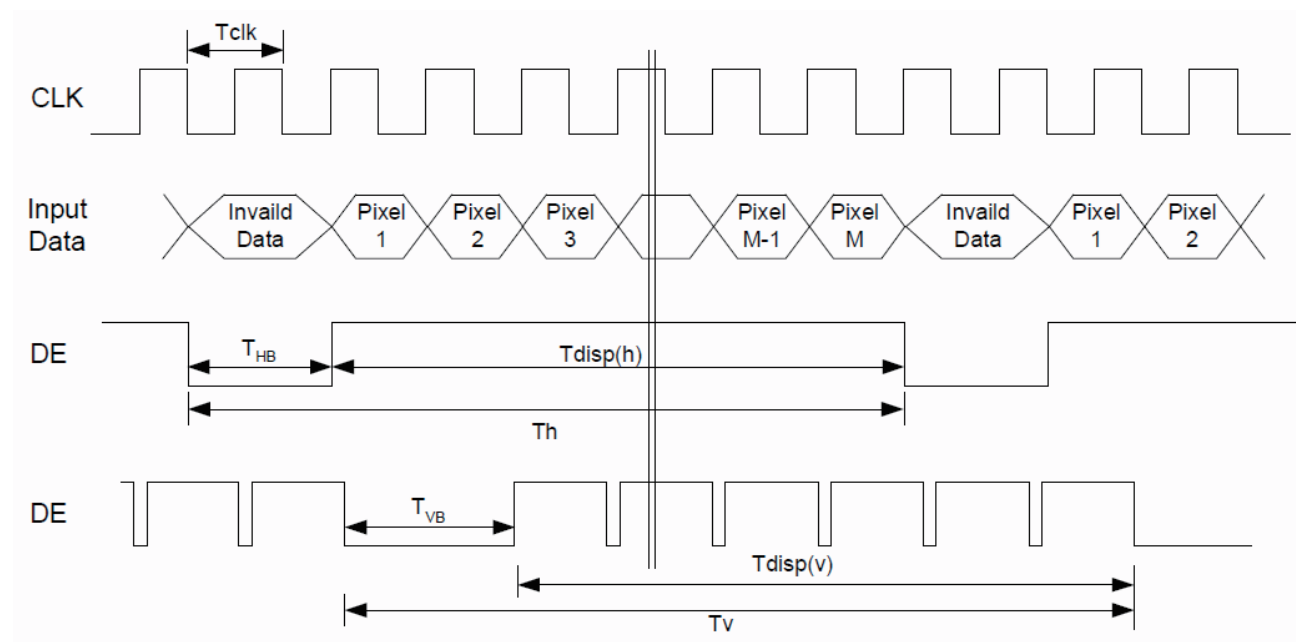 Tclk
CLK
Input
Data
Invaild
Data
Pixel
1
Pixel
2
Pixel
3
Pixel
M-1
Pixel
M
Invaild
Data
Pixel
1
Pixel
2
DE
THB
Tdisp(h)
Th
DE
TVB
Tdisp(v)
Tv